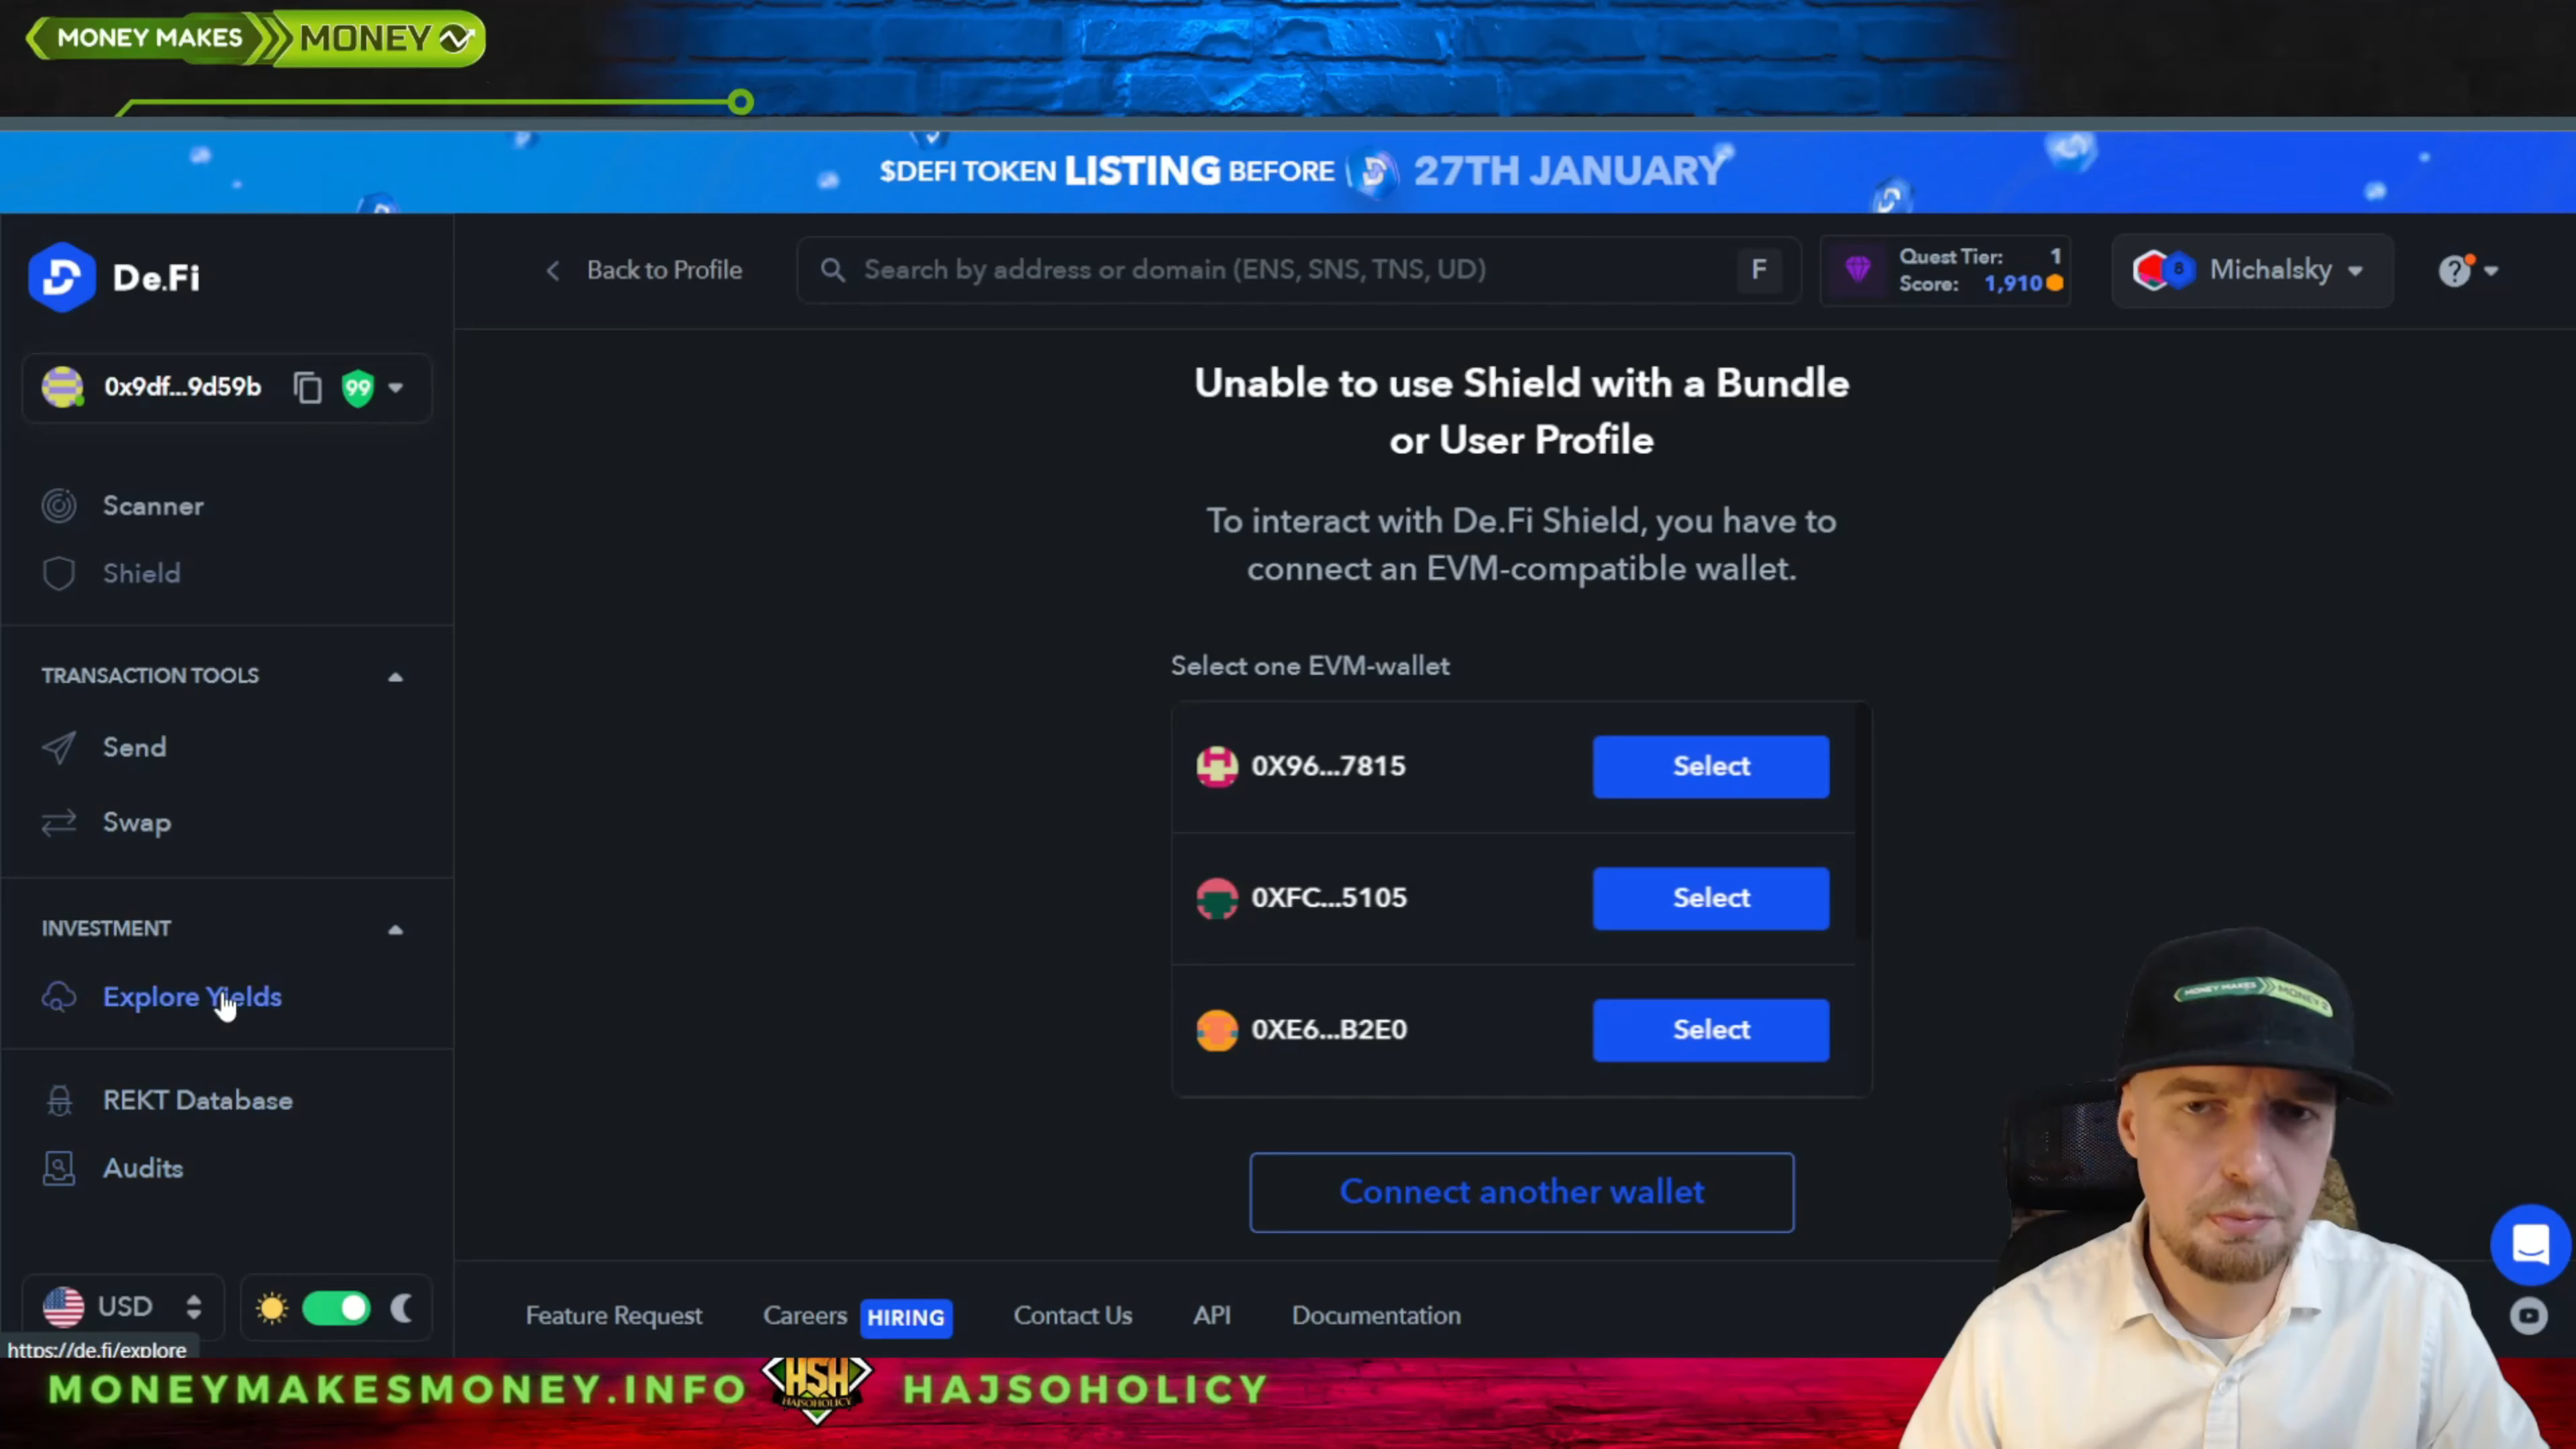 MONEY MAKES MONEY
$DEFI TOKEN LISTING BEFORE 27TH JANUARY
De.Fi
Back to Profile
Search by address or domain (ENS, SNS, TNS, UD)
F
Quest Tier: 1
Score: 1,910
8
Michalsky
?
0x9df...9d59b
99
Scanner
Shield
TRANSACTION TOOLS
Send
Swap
INVESTMENT
Explore Yields
REKT Database
Audits
USD
https://de.fi/explore
Unable to use Shield with a Bundle
or User Profile
To interact with De.Fi Shield, you have to
connect an EVM-compatible wallet.
Select one EVM-wallet
0X96...7815
Select
0XFC...5105
Select
0XE6...B2E0
Select
Connect another wallet
Feature Request
Careers
HIRING
Contact Us
API
Documentation
MONEY MAKES MONEY
MONEYMAKESMONEY.INFO
HSH
HAJSOHOLICY
HAJSOHOLICY